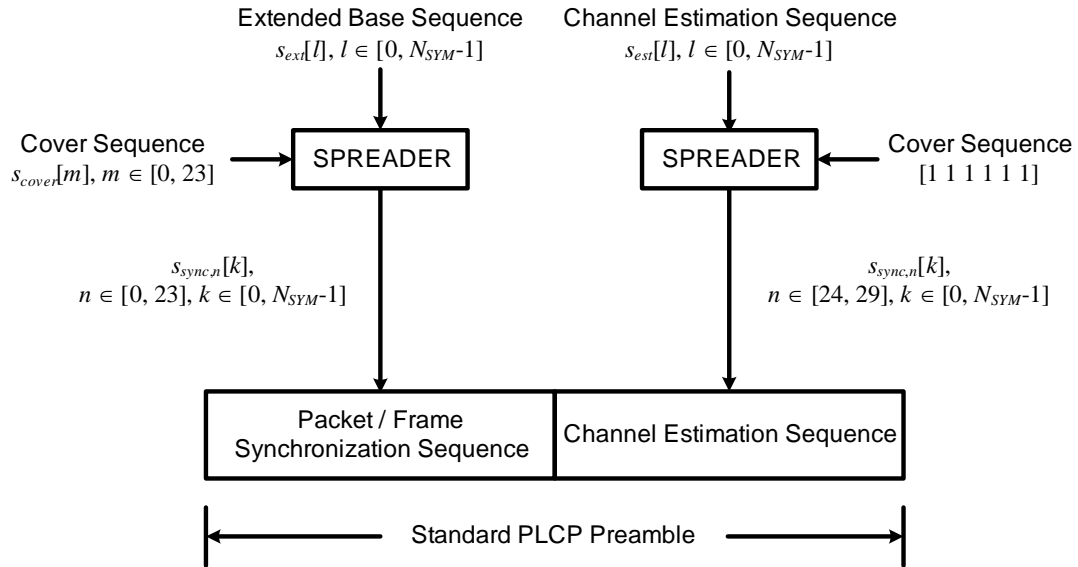 Extended Base Sequence
s_ext[l], l ∈ [0, N_SYM-1]
Channel Estimation Sequence
s_est[l], l ∈ [0, N_SYM-1]
Cover Sequence
s_cover[m], m ∈ [0, 23]
SPREADER
SPREADER
Cover Sequence
[1 1 1 1 1 1]
s_sync,n[k],
n ∈ [0, 23], k ∈ [0, N_SYM-1]
s_sync,n[k],
n ∈ [24, 29], k ∈ [0, N_SYM-1]
Packet / Frame
Synchronization Sequence
Channel Estimation Sequence
Standard PLCP Preamble